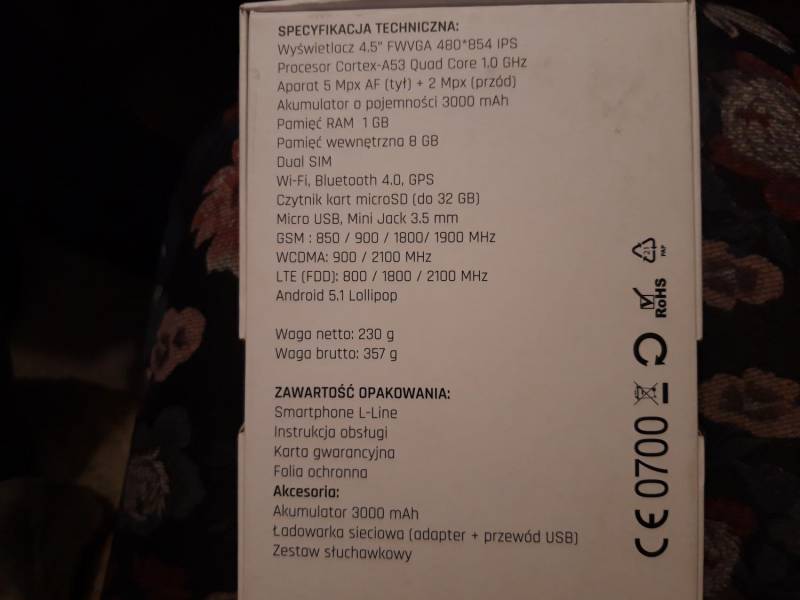 SPECYFIKACJA TECHNICZNA:
Wyświetlacz 4.5" FWVGA 480*854 IPS
Procesor Cortex-A53 Quad Core 1.0 GHz
Aparat 5 Mpx AF (tył) + 2 Mpx (przód)
Akumulator o pojemności 3000 mAh
Pamięć RAM 1 GB
Pamięć wewnętrzna 8 GB
Dual SIM
Wi-Fi, Bluetooth 4.0, GPS
Czytnik kart microSD (do 32 GB)
Micro USB, Mini Jack 3.5 mm
GSM : 850 / 900 / 1800/ 1900 MHz
WCDMA: 900 / 2100 MHz
LTE (FDD): 800 / 1800 / 2100 MHz
Android 5.1 Lollipop
Waga netto: 230 g
Waga brutto: 357 g
ZAWARTOŚĆ OPAKOWANIA:
Smartphone L-Line
Instrukcja obsługi
Karta gwarancyjna
Folia ochronna
Akcesoria:
Akumulator 3000 mAh
Ładowarka sieciowa (adapter + przewód USB)
Zestaw słuchawkowy
CE 0700
RoHS
21
PAP